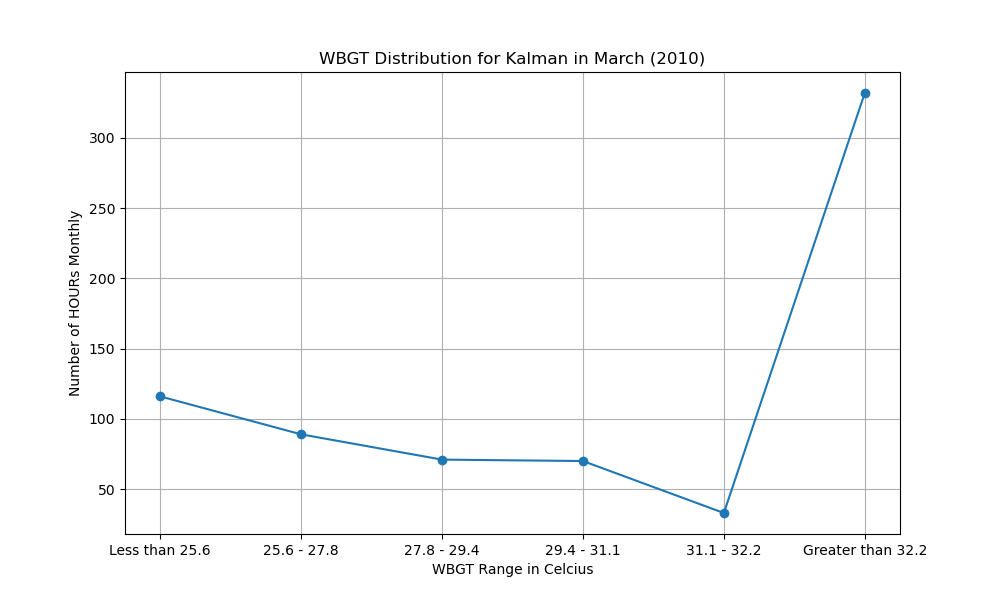 WBGT Distribution for Kalman in March (2010)
Number of HOURs Monthly
300
250
200
150
100
50
Less than 25.6
25.6 - 27.8
27.8 - 29.4
29.4 - 31.1
31.1 - 32.2
Greater than 32.2
WBGT Range in Celcius